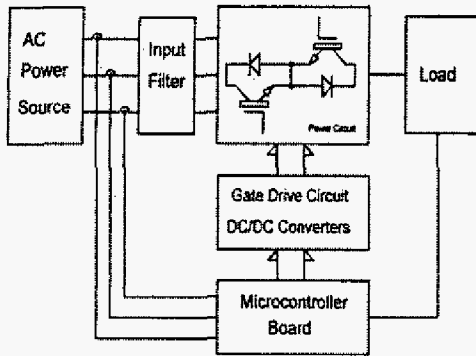 AC
Power
Source
Input
Filter
Power Circuit
Load
Gate Drive Circuit
DC/DC Converters
Microcontroller
Board